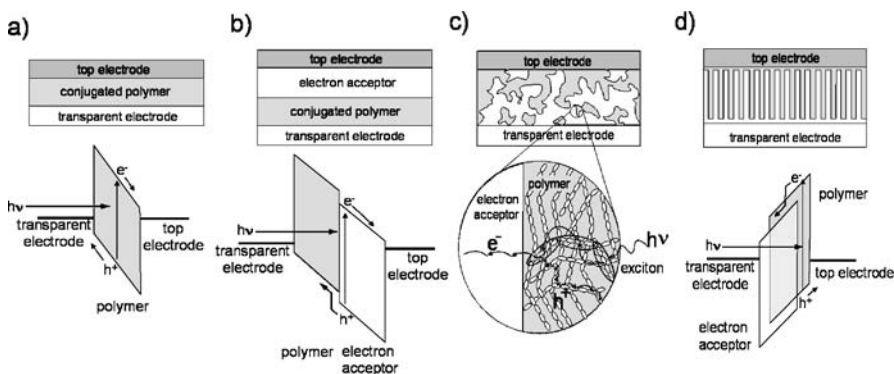 a)
top electrode
conjugated polymer
transparent electrode
e-
hν
transparent
electrode
top
electrode
h+
polymer
b)
top electrode
electron acceptor
conjugated polymer
transparent electrode
e-
hν
transparent
electrode
top
electrode
h+
polymer electron
acceptor
c)
top electrode
transparent electrode
electron
acceptor
polymer
e-
hν
exciton
h+
d)
top electrode
transparent electrode
e-
polymer
hν
transparent
electrode
top electrode
h+
electron
acceptor